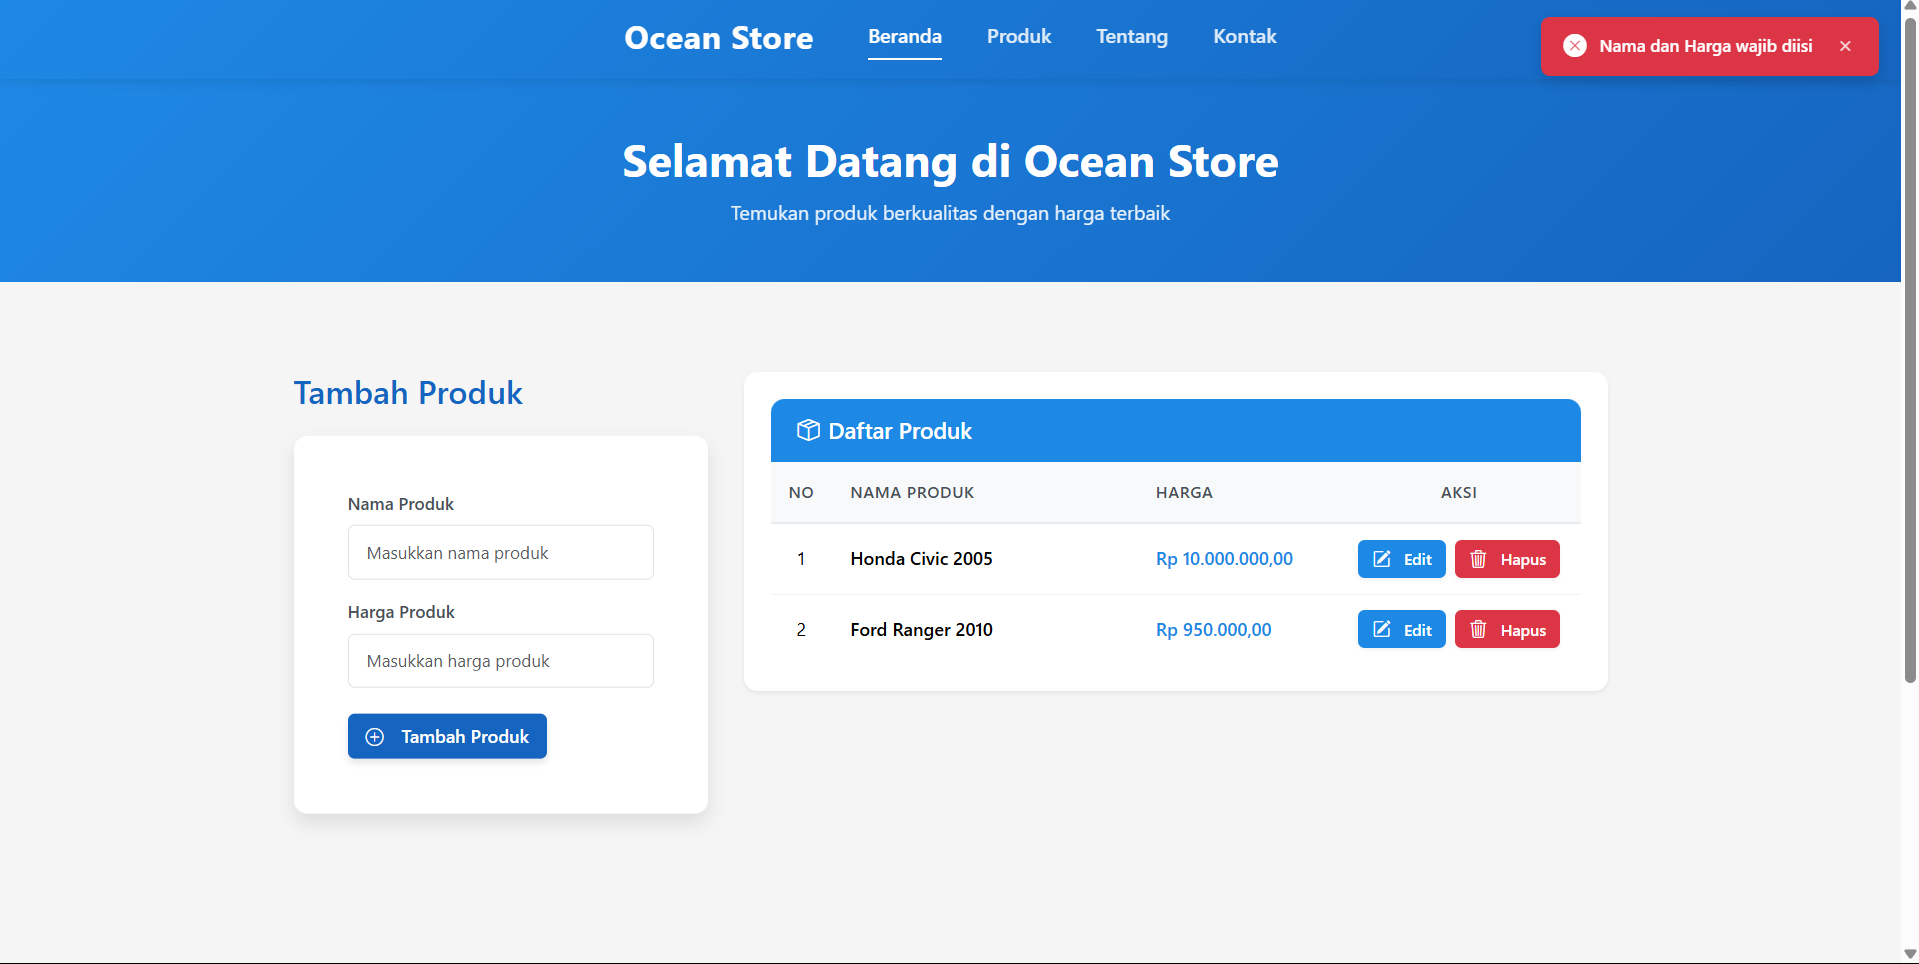 Ocean Store
Beranda
Produk
Tentang
Kontak
Nama dan Harga wajib diisi
Selamat Datang di Ocean Store
Temukan produk berkualitas dengan harga terbaik
Tambah Produk
Nama Produk
Masukkan nama produk
Harga Produk
Masukkan harga produk
Tambah Produk
Daftar Produk
NO NAMA PRODUK HARGA AKSI
1 Honda Civic 2005 Rp 10.000.000,00 Edit Hapus
2 Ford Ranger 2010 Rp 950.000,00 Edit Hapus